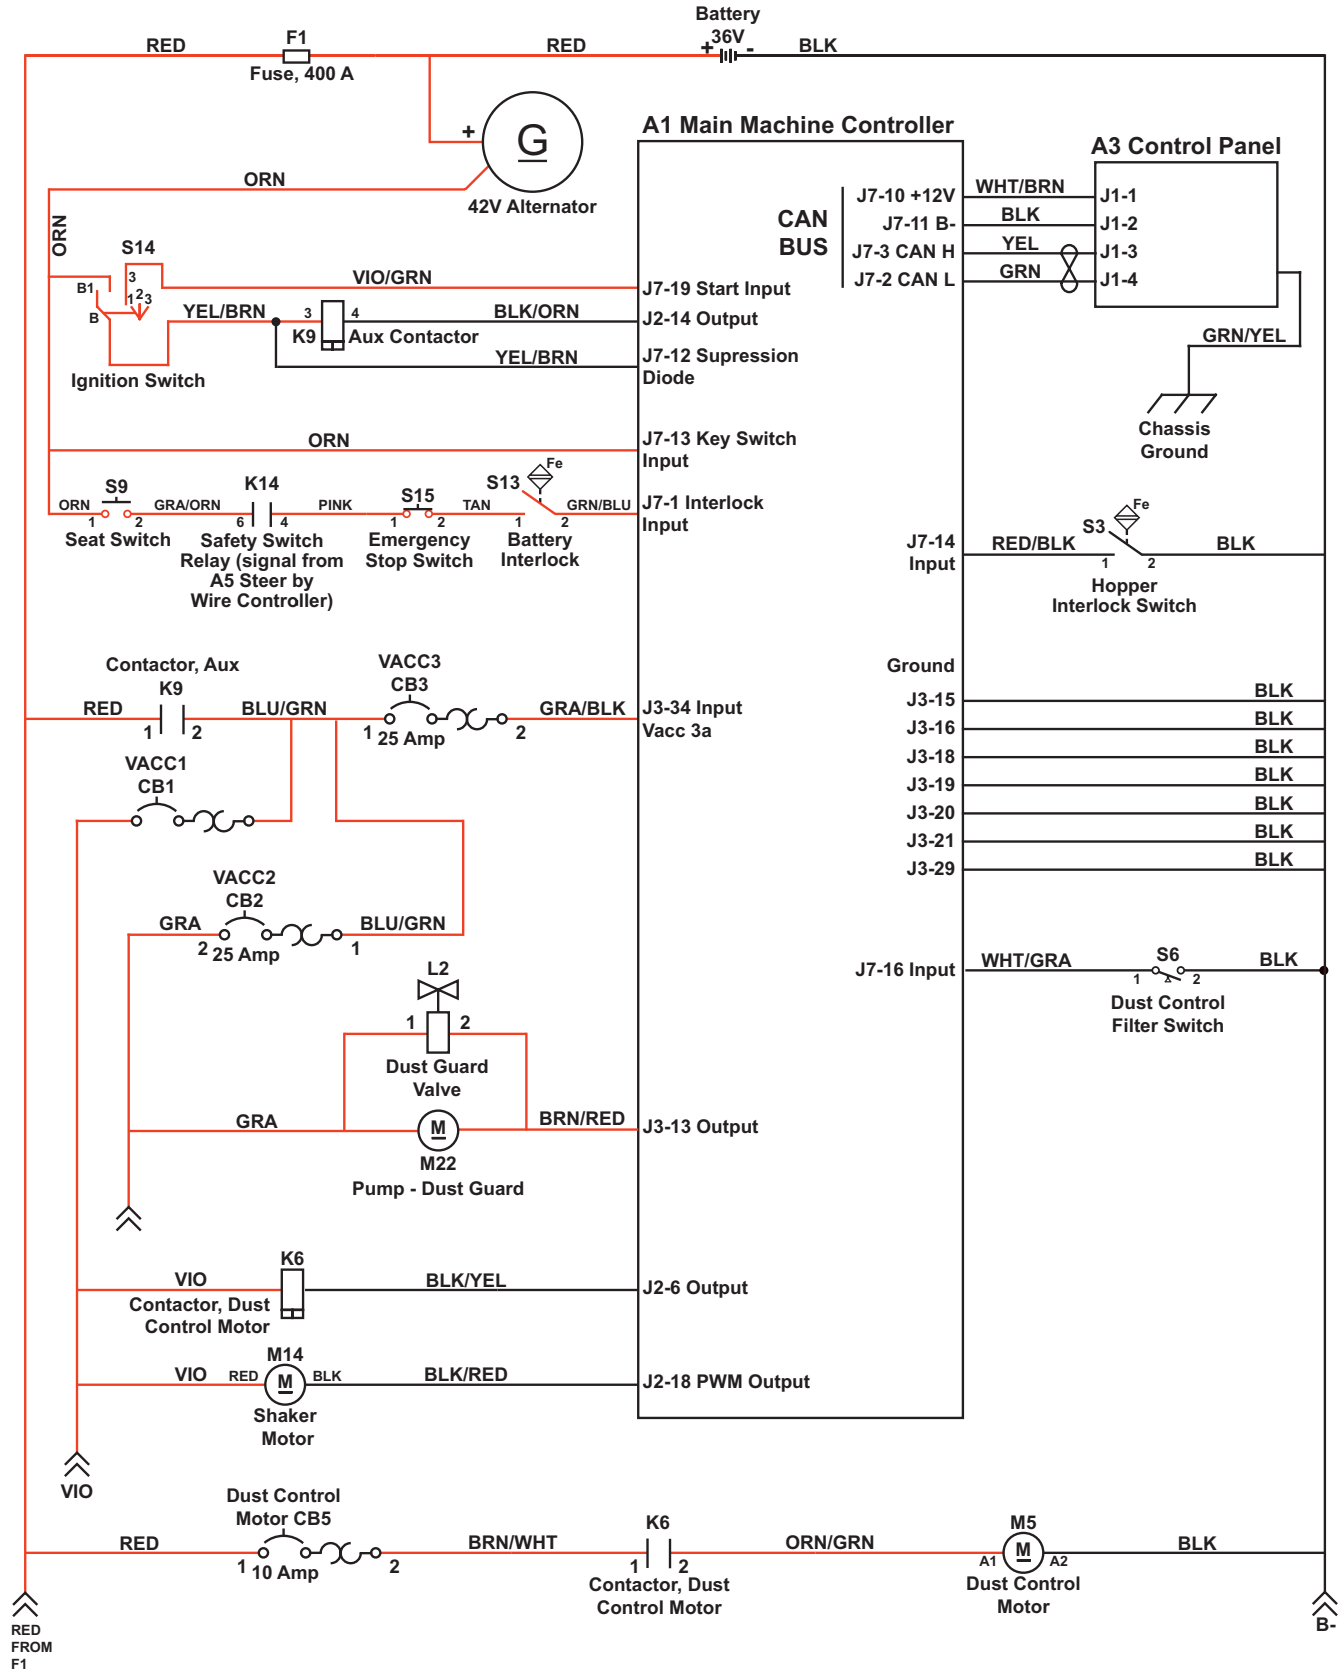 Battery
36V
+
-
RED
F1
Fuse, 400 A
RED
BLK
+
G
42V Alternator
ORN
ORN
A1 Main Machine Controller
A3 Control Panel
CAN
BUS
J7-10 +12V
WHT/BRN
J1-1
J7-11 B-
BLK
J1-2
J7-3 CAN H
YEL
J1-3
J7-2 CAN L
GRN
J1-4
GRN/YEL
Chassis
Ground
S14
3
B1
B
1 2 3
Ignition Switch
VIO/GRN
J7-19 Start Input
YEL/BRN
3
4
K9
Aux Contactor
BLK/ORN
J2-14 Output
YEL/BRN
J7-12 Supression
Diode
ORN
J7-13 Key Switch
Input
ORN
S9
1
2
Seat Switch
GRA/ORN
K14
6
4
Safety Switch
Relay (signal from
A5 Steer by
Wire Controller)
PINK
S15
1
2
Emergency
Stop Switch
TAN
S13
Fe
1
2
Battery
Interlock
GRN/BLU
J7-1 Interlock
Input
J7-14
Input
RED/BLK
S3
Fe
1
2
BLK
Hopper
Interlock Switch
Contactor, Aux
K9
RED
1
2
BLU/GRN
VACC3
CB3
1
25 Amp
2
GRA/BLK
J3-34 Input
Vacc 3a
Ground
J3-15
BLK
J3-16
BLK
J3-18
BLK
J3-19
BLK
J3-20
BLK
J3-21
BLK
J3-29
BLK
VACC1
CB1
VACC2
CB2
GRA
2
25 Amp
1
BLU/GRN
J7-16 Input
WHT/GRA
S6
1
2
BLK
Dust Control
Filter Switch
L2
1
2
Dust Guard
Valve
GRA
M
M22
Pump - Dust Guard
BRN/RED
J3-13 Output
VIO
K6
Contactor, Dust
Control Motor
BLK/YEL
J2-6 Output
VIO
RED
M14
M
BLK
Shaker
Motor
BLK/RED
J2-18 PWM Output
VIO
RED
Dust Control
Motor CB5
1
10 Amp
2
BRN/WHT
K6
1
2
Contactor, Dust
Control Motor
ORN/GRN
M5
A1
M
A2
Dust Control
Motor
BLK
RED
FROM
F1
B-